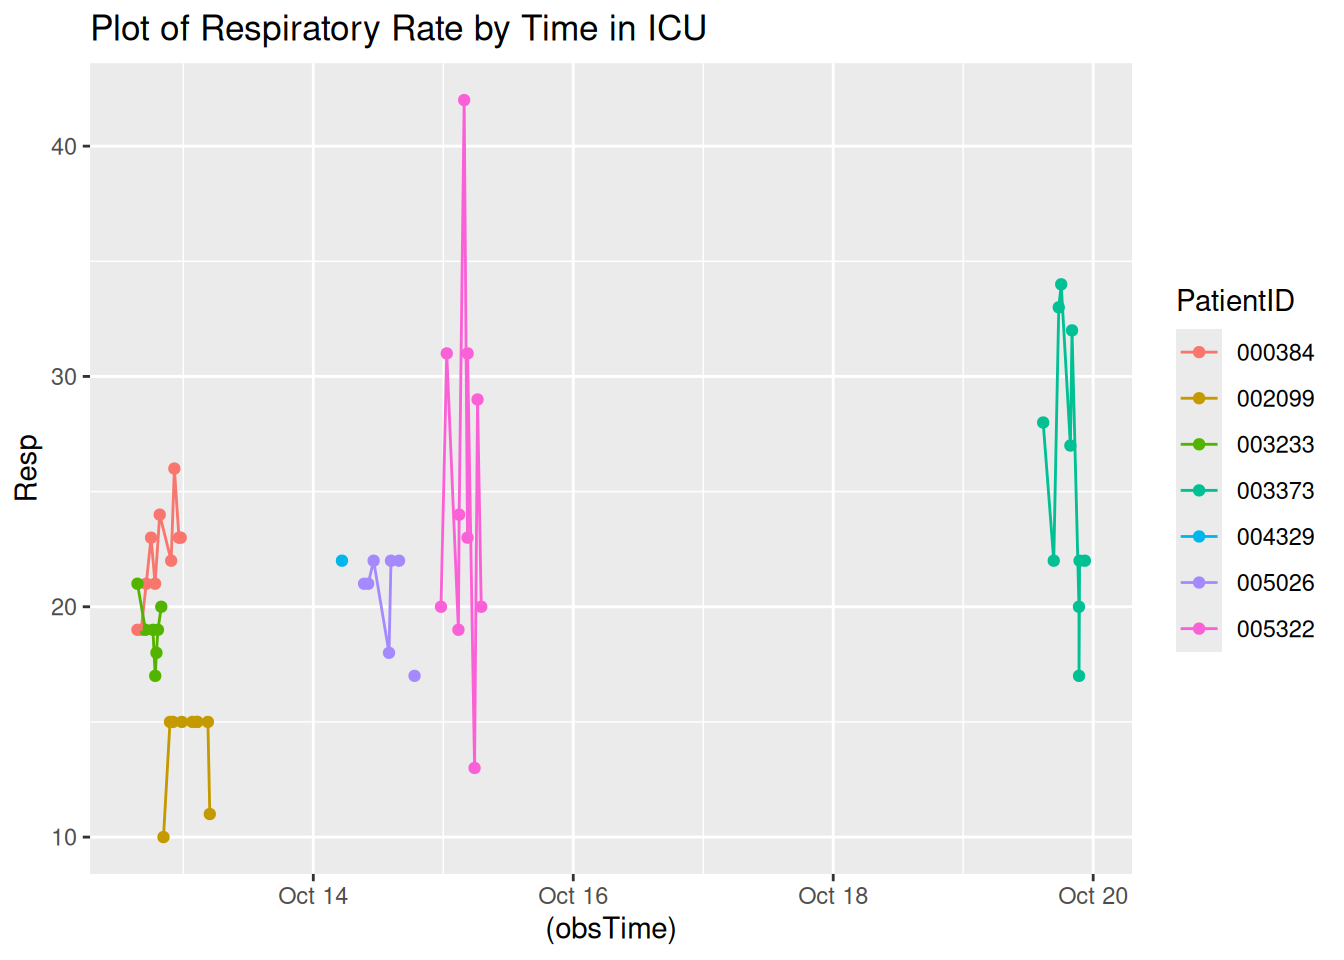 Plot of Respiratory Rate by Time in ICU
40
30
20
10
Resp
Oct 14
Oct 16
Oct 18
Oct 20
(obsTime)
PatientID
000384
002099
003233
003373
004329
005026
005322